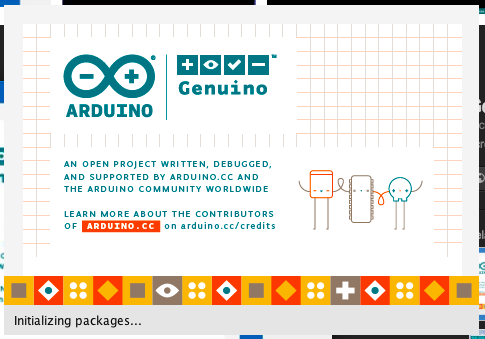 ARDUINO
Genuino
AN OPEN PROJECT WRITTEN, DEBUGGED,
AND SUPPORTED BY ARDUINO.CC AND
THE ARDUINO COMMUNITY WORLDWIDE
LEARN MORE ABOUT THE CONTRIBUTORS
OF ARDUINO.CC on arduino.cc/credits
Initializing packages...